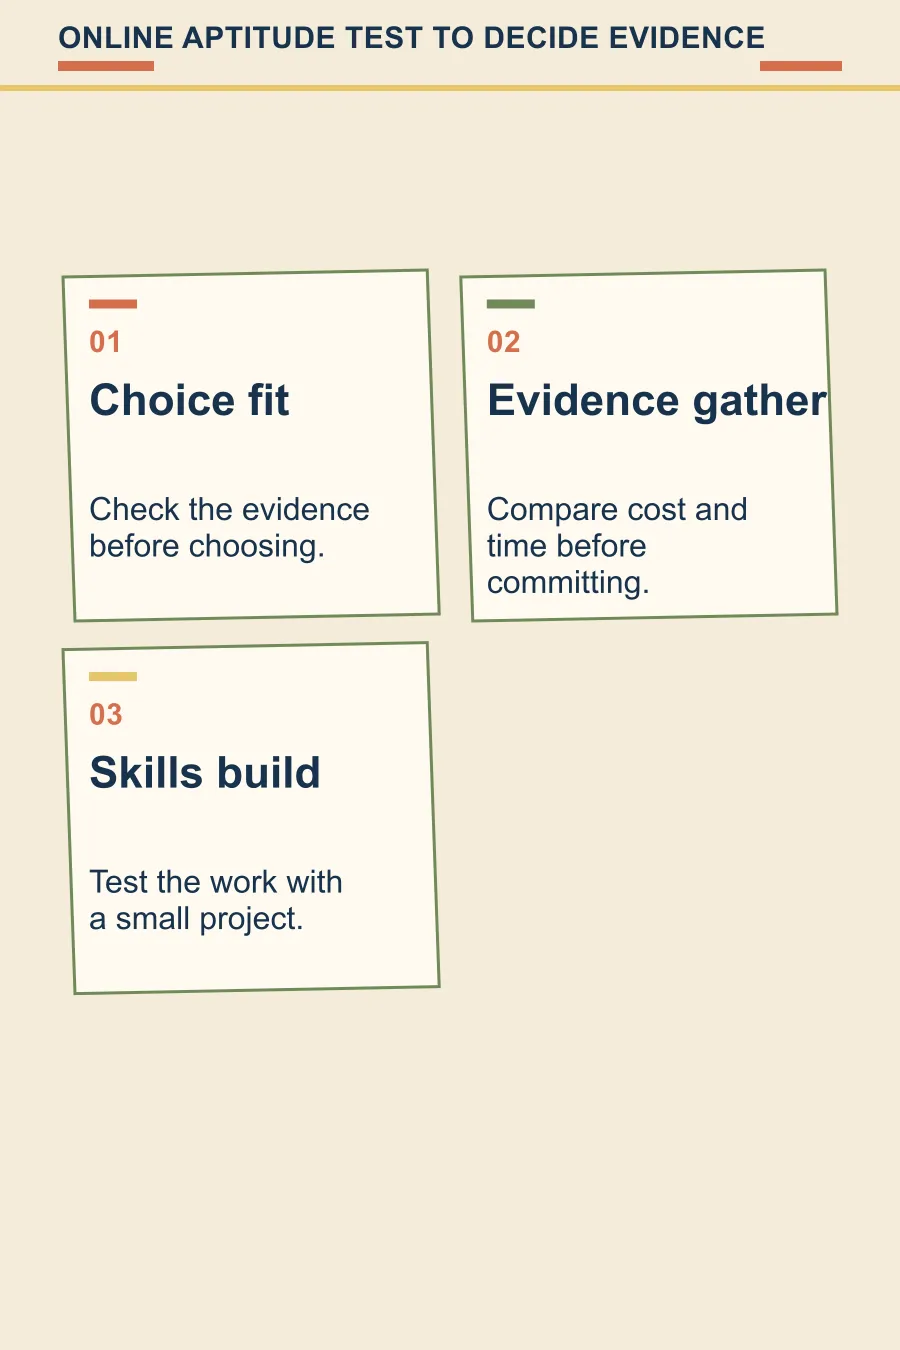 ONLINE APTITUDE TEST TO DECIDE EVIDENCE
01
Choice fit
Check the evidence
before choosing.
02
Evidence gather
Compare cost and
time before
committing.
03
Skills build
Test the work with
a small project.